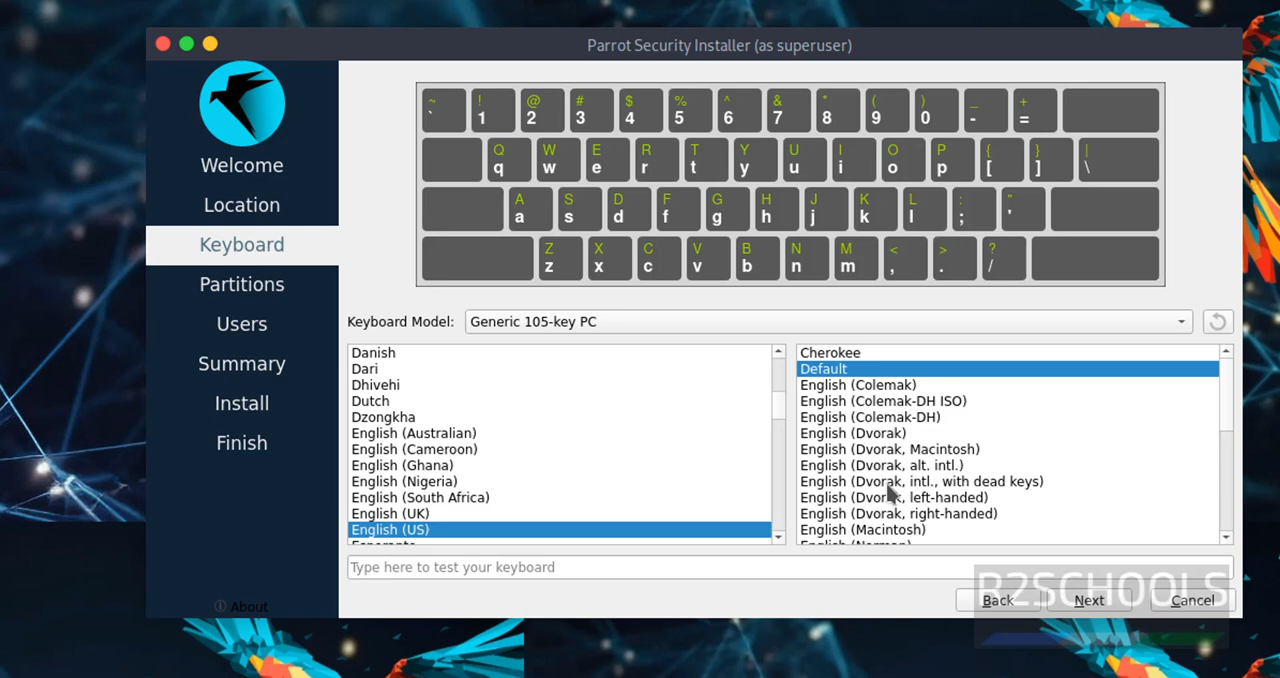 Parrot Security Installer (as superuser)
Welcome
Location
Keyboard
Partitions
Users
Summary
Install
Finish
About
~ ! @ # $ % ^ & * ( ) _ +
` 1 2 3 4 5 6 7 8 9 0 - =
Q W E R T Y U I O P { } |
q w e r t y u i o p [ ] \
A S D F G H J K L : "
a s d f g h j k l ; '
Z X C V B N M < > ?
z x c v b n m , . /
Keyboard Model: Generic 105-key PC
Danish
Dari
Dhivehi
Dutch
Dzongkha
English (Australian)
English (Cameroon)
English (Ghana)
English (Nigeria)
English (South Africa)
English (UK)
English (US)
Esperanto
Cherokee
Default
English (Colemak)
English (Colemak-DH ISO)
English (Colemak-DH)
English (Dvorak)
English (Dvorak, Macintosh)
English (Dvorak, alt. intl.)
English (Dvorak, intl., with dead keys)
English (Dvorak, left-handed)
English (Dvorak, right-handed)
English (Macintosh)
English (Norman)
Type here to test your keyboard
R2SCHOOLS
Back Next Cancel